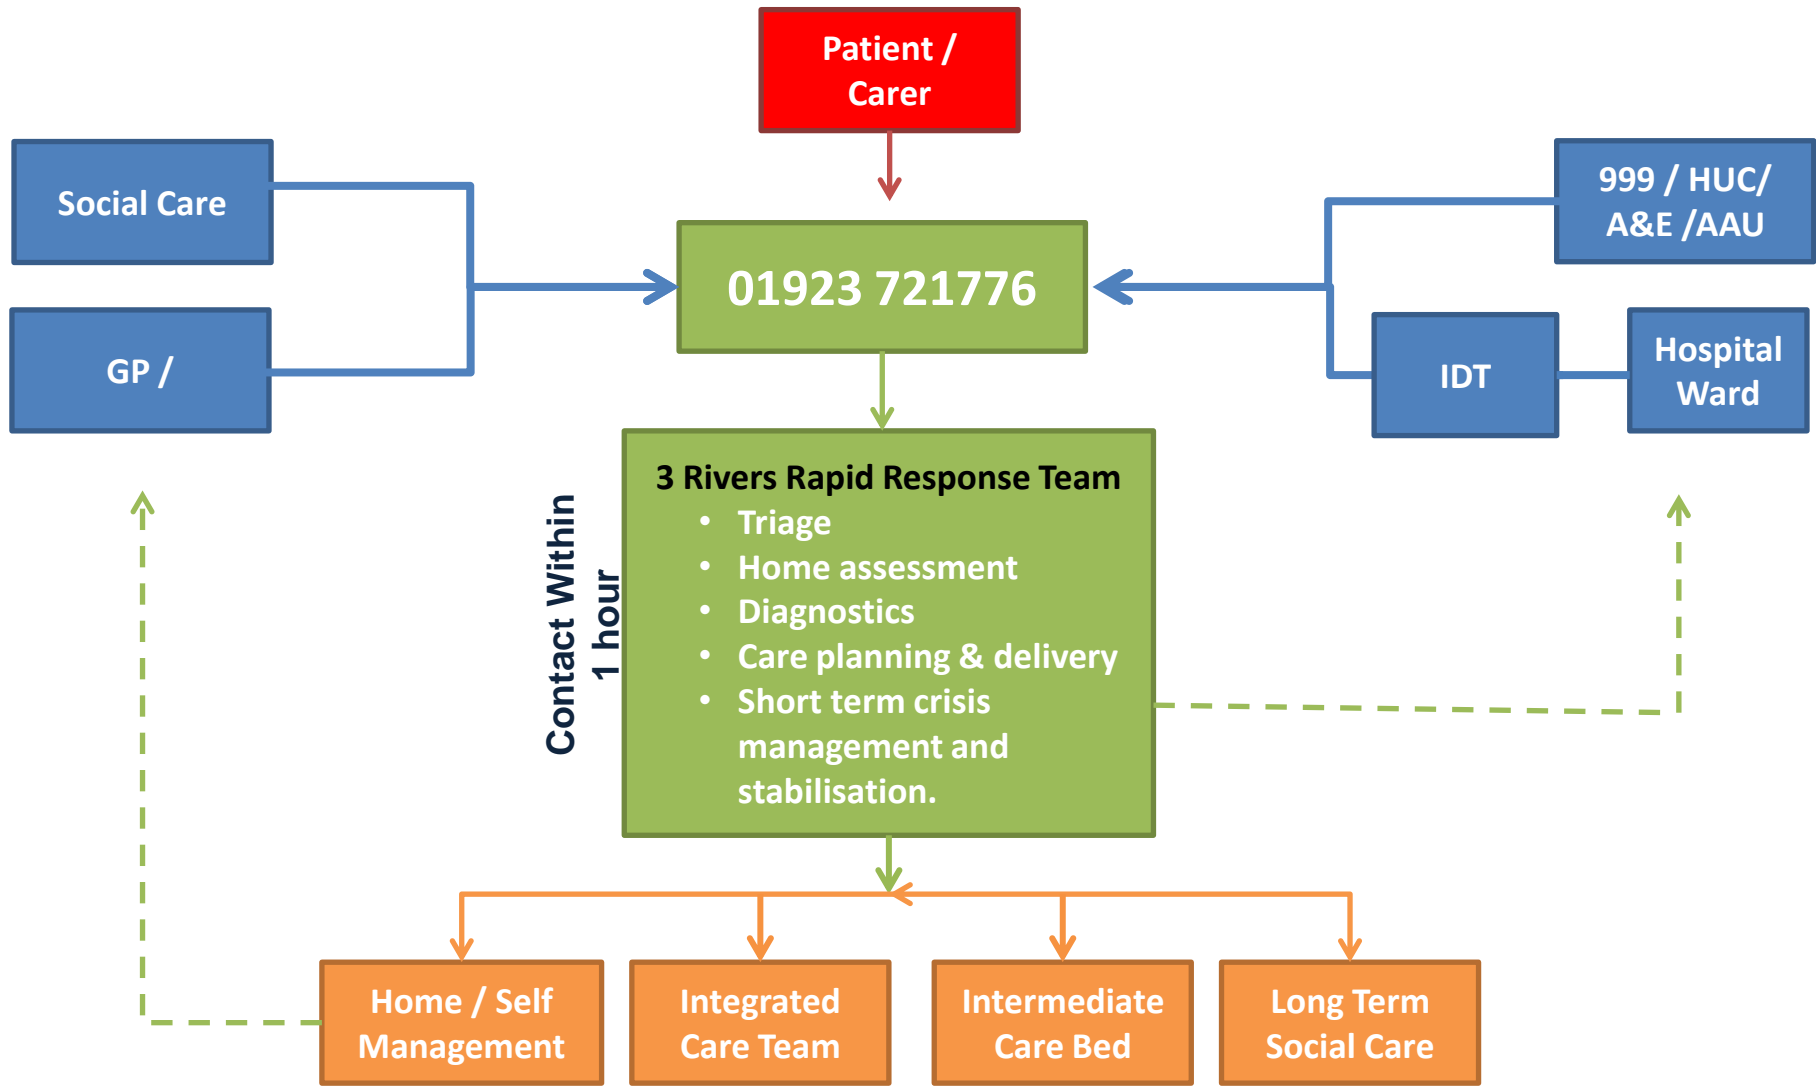 Patient /
Carer
Social Care
999 / HUC/
A&E /AAU
01923 721776
GP /
IDT
Hospital
Ward
Contact Within
1 hour
3 Rivers Rapid Response Team
• Triage
• Home assessment
• Diagnostics
• Care planning & delivery
• Short term crisis
management and
stabilisation.
Home / Self
Management
Integrated
Care Team
Intermediate
Care Bed
Long Term
Social Care